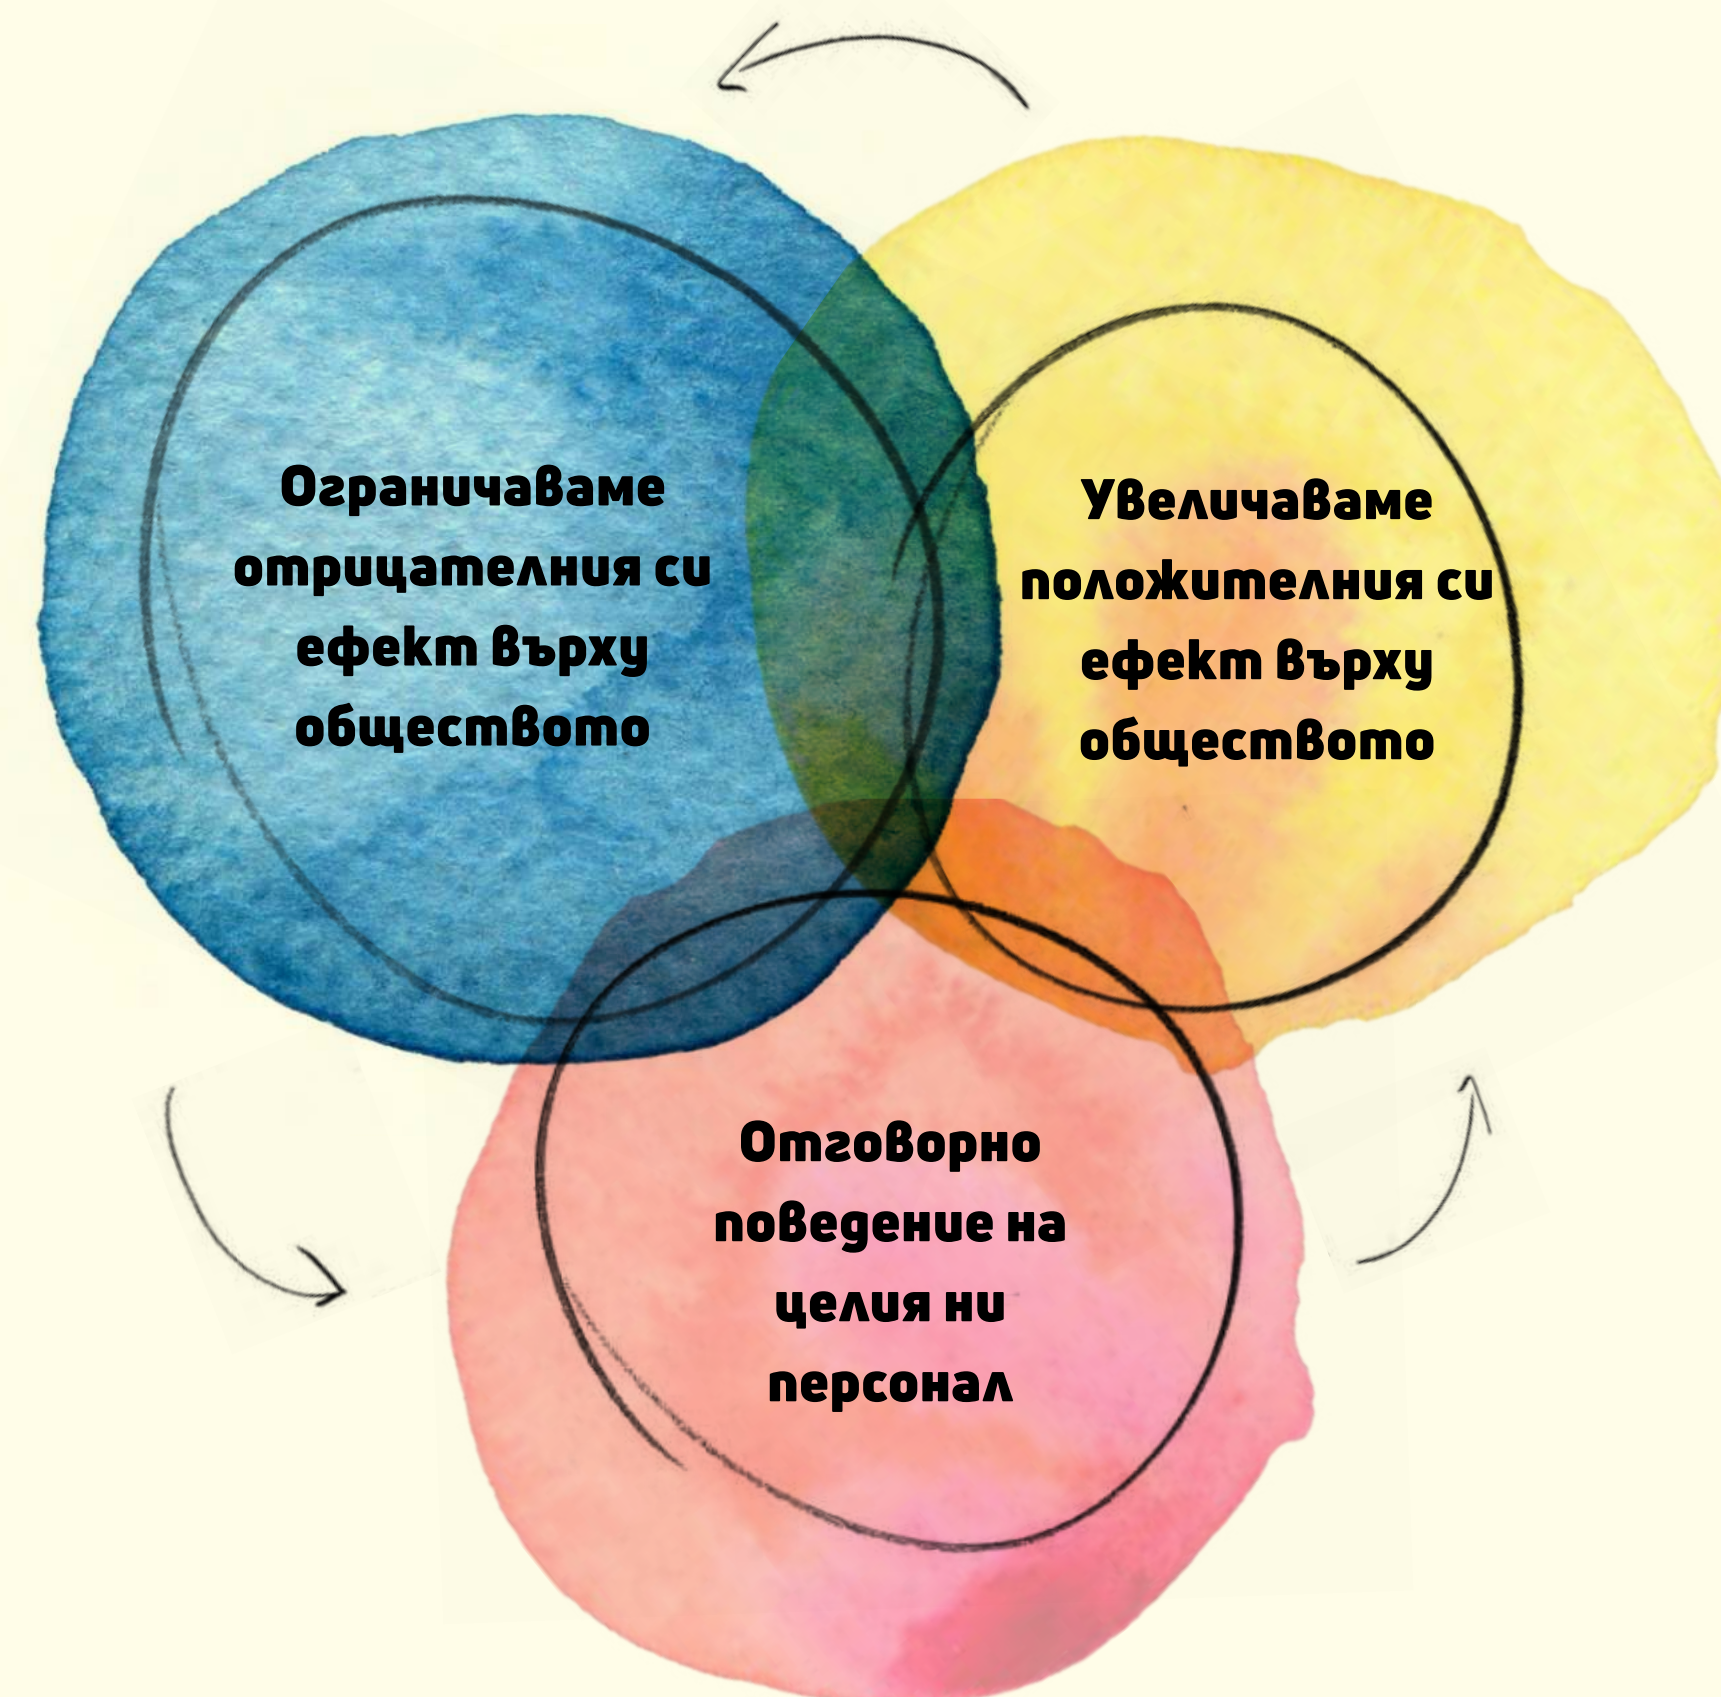 Ограничаваме
отрицателния си
ефект върху
обществото
Увеличаваме
положителния си
ефект върху
обществото
Отговорно
поведение на
целия ни
персонал